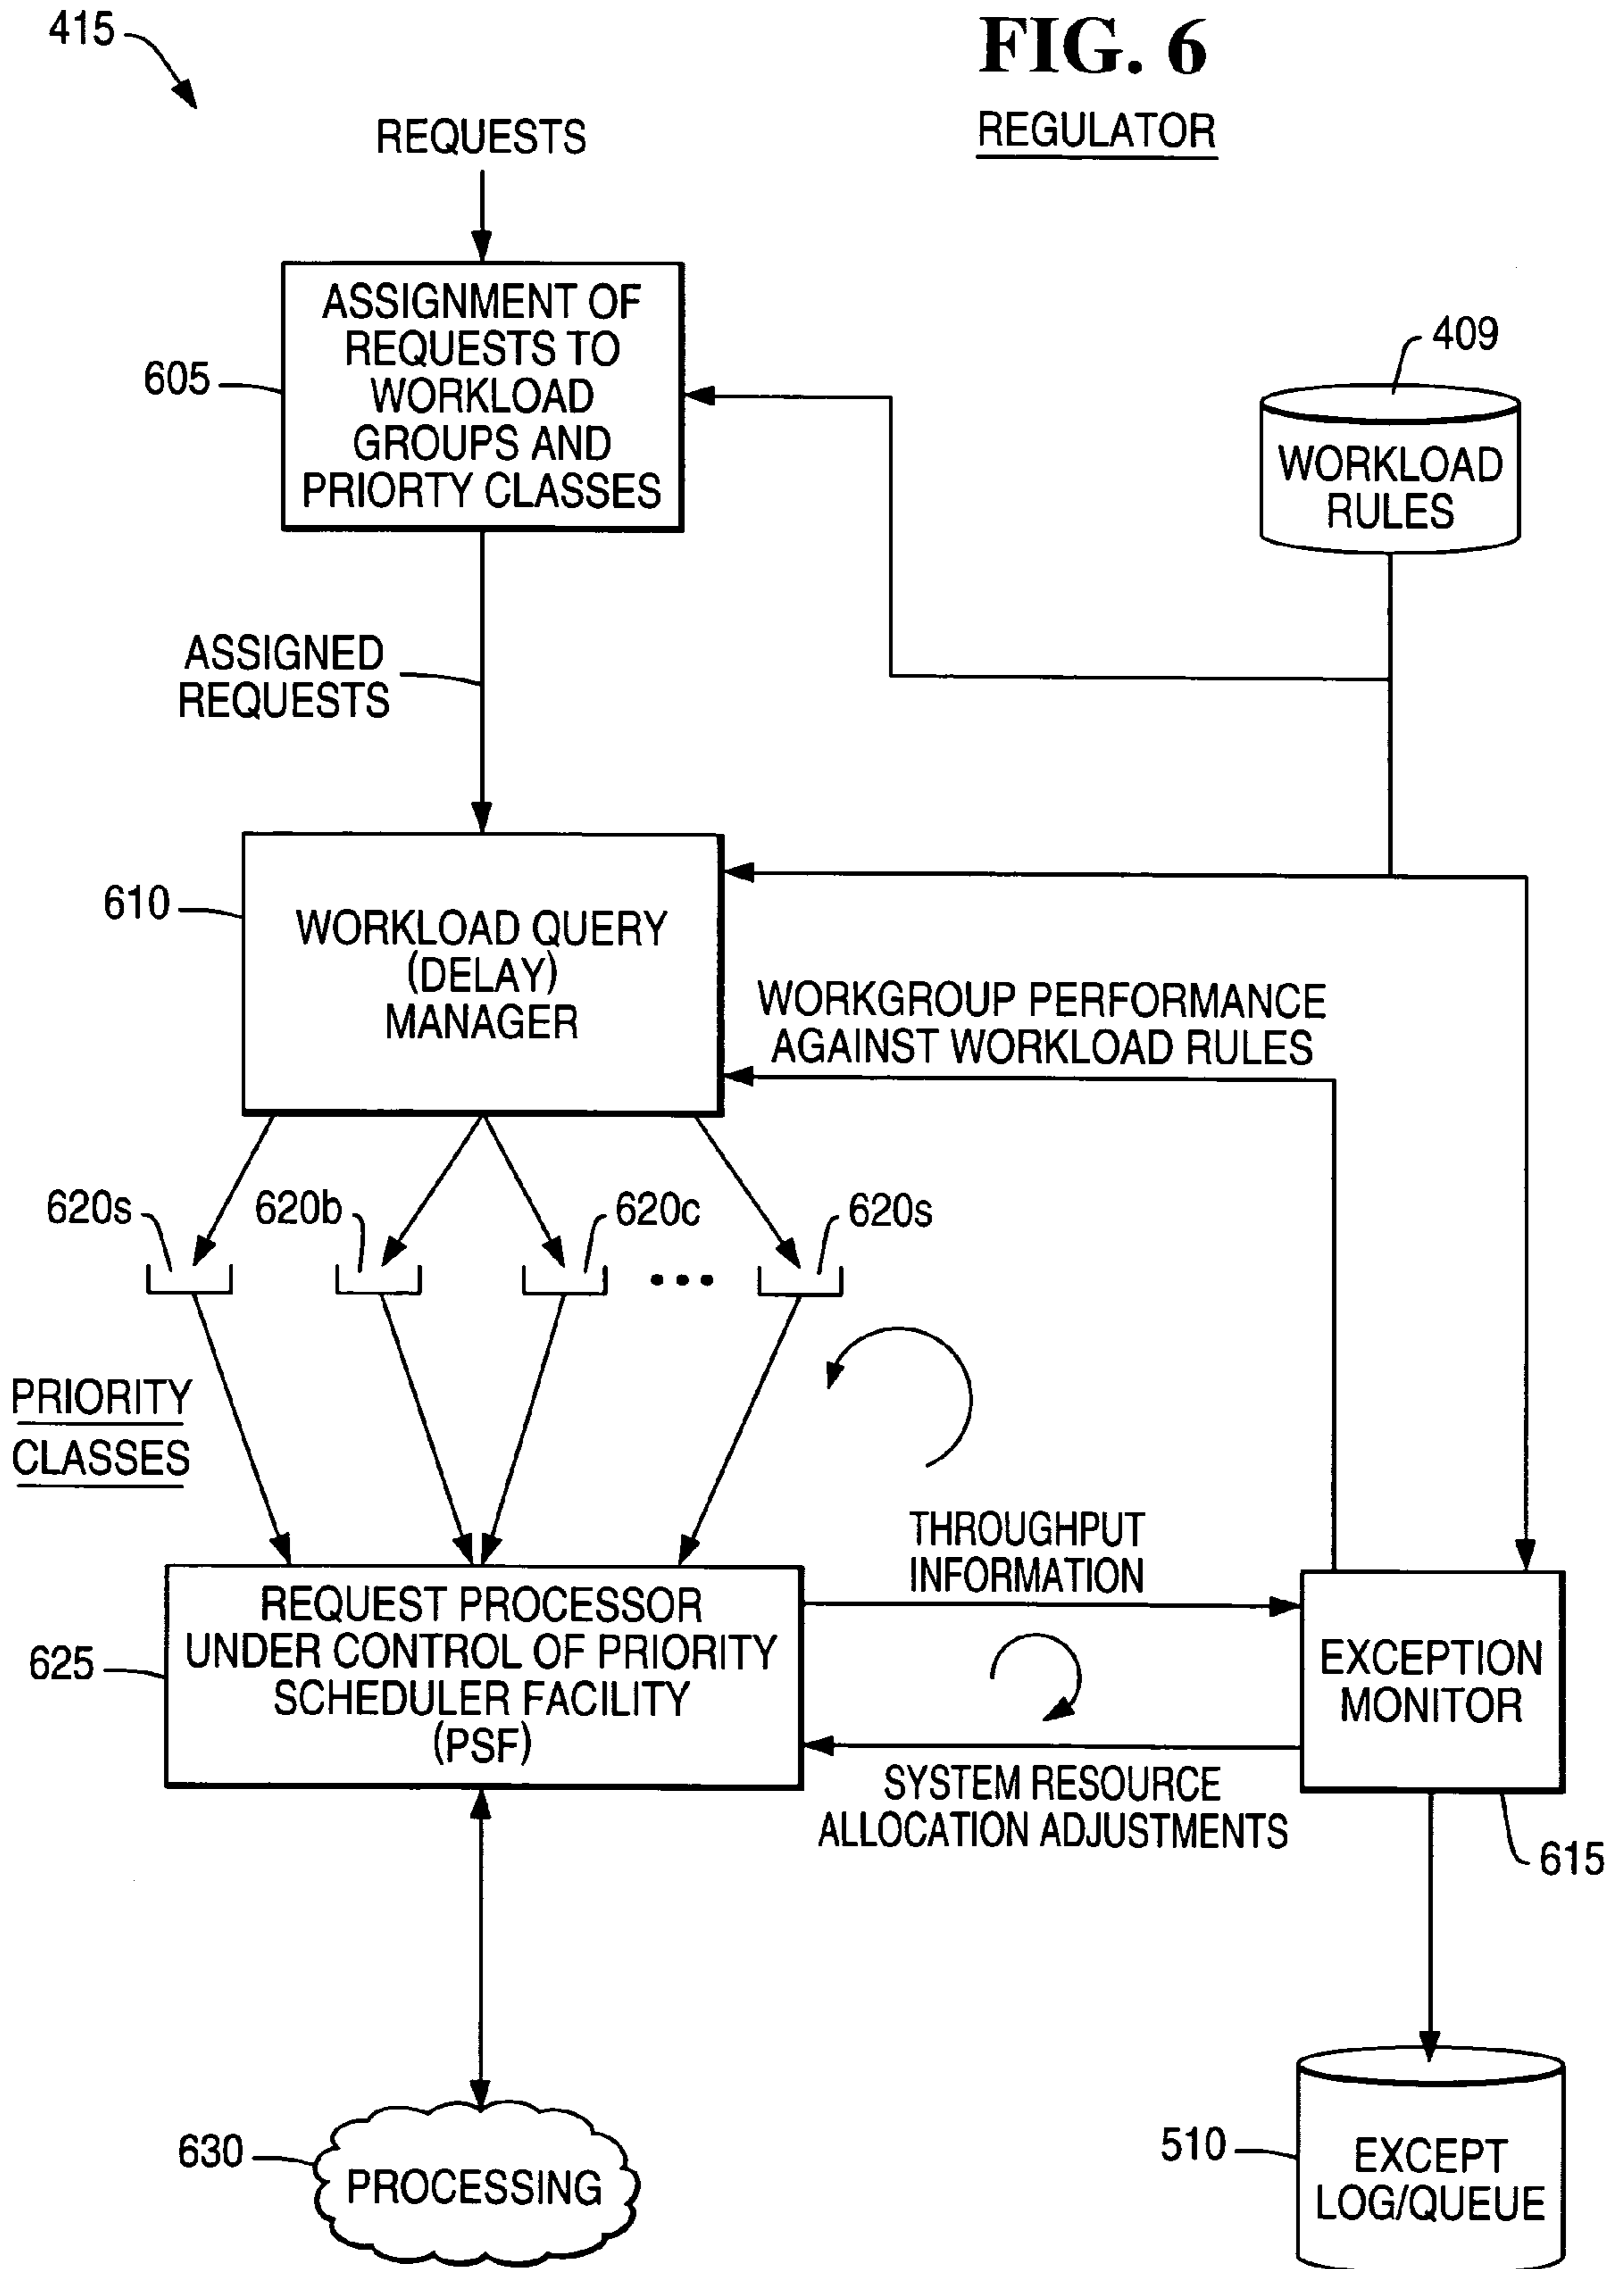 415
FIG. 6
REGULATOR
REQUESTS
605
ASSIGNMENT OF
REQUESTS TO
WORKLOAD
GROUPS AND
PRIORTY CLASSES
409
WORKLOAD
RULES
ASSIGNED
REQUESTS
610
WORKLOAD QUERY
(DELAY)
MANAGER
WORKGROUP PERFORMANCE
AGAINST WORKLOAD RULES
620s
620b
620c
620s
PRIORITY
CLASSES
THROUGHPUT
INFORMATION
625
REQUEST PROCESSOR
UNDER CONTROL OF PRIORITY
SCHEDULER FACILITY
(PSF)
EXCEPTION
MONITOR
SYSTEM RESOURCE
ALLOCATION ADJUSTMENTS
615
630
PROCESSING
510
EXCEPT
LOG/QUEUE